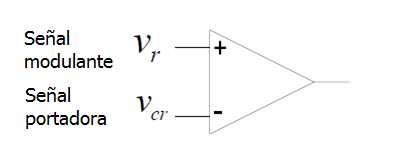 Señal
modulante
v_r
+
Señal
portadora
v_cr
-